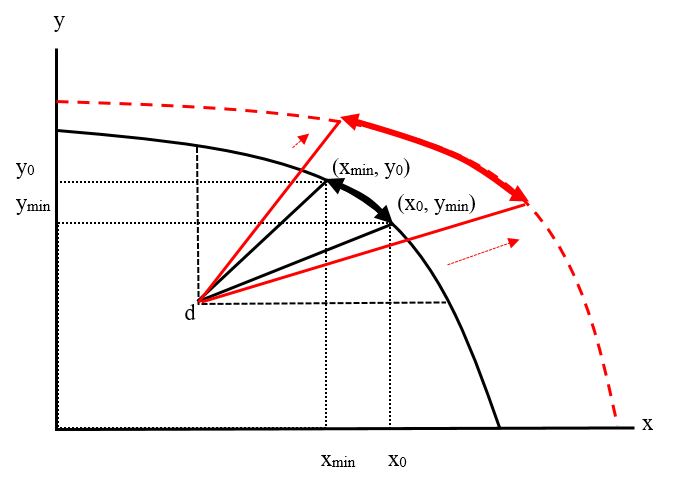 y
y₀
(xₘᵢₙ, y₀)
yₘᵢₙ
(x₀, yₘᵢₙ)
d
x
xₘᵢₙ
x₀